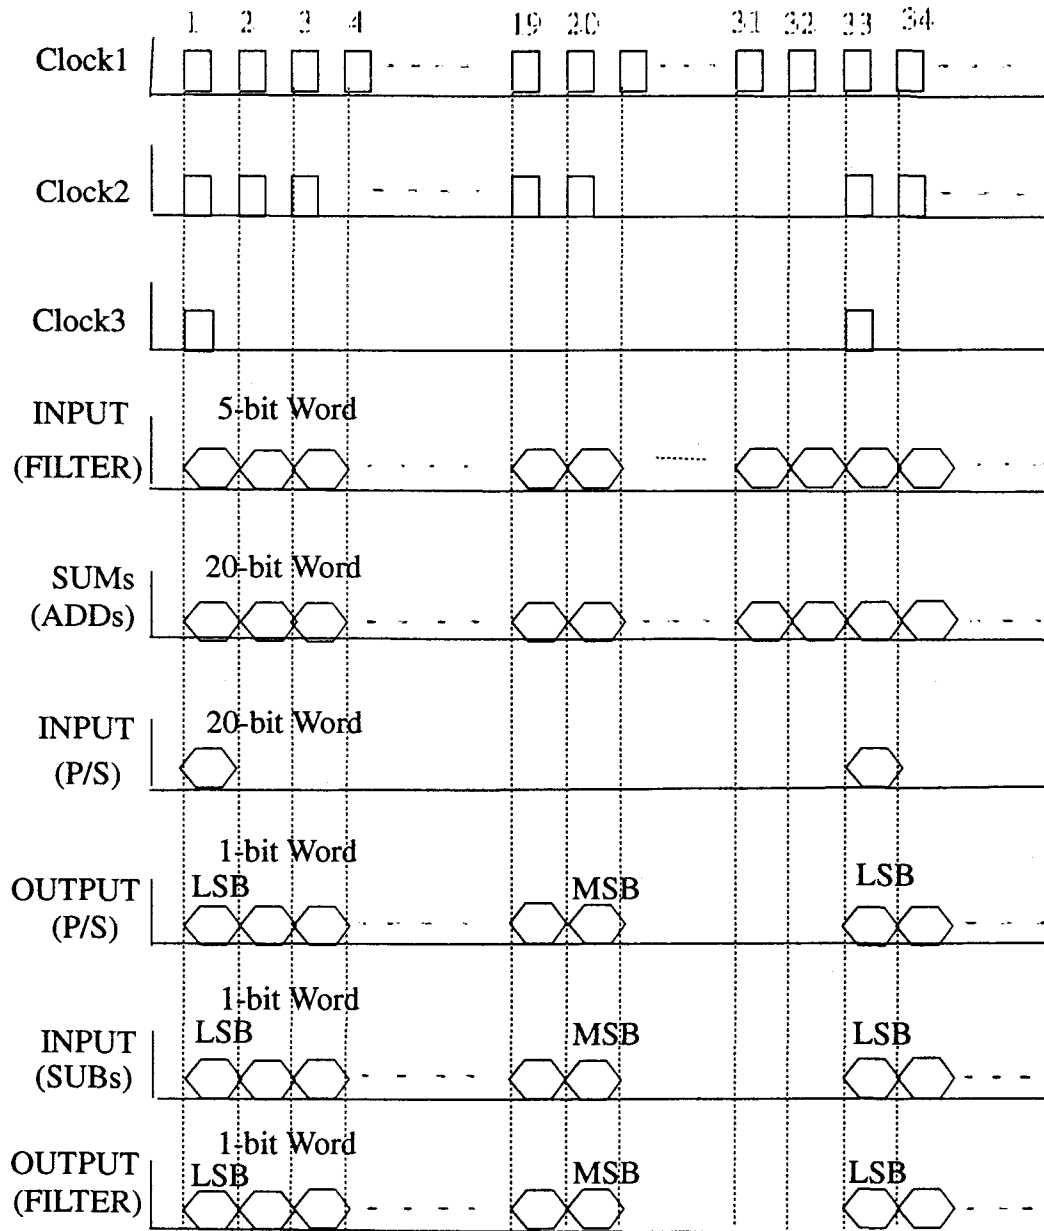 1 2 3 4 19 20 31 32 33 34
Clock1
Clock2
Clock3
INPUT
(FILTER)
5-bit Word
SUMs
(ADDs)
20-bit Word
INPUT
(P/S)
20-bit Word
1-bit Word
OUTPUT
(P/S)
LSB MSB LSB
1-bit Word
INPUT
(SUBs)
LSB MSB LSB
1-bit Word
OUTPUT
(FILTER)
LSB MSB LSB